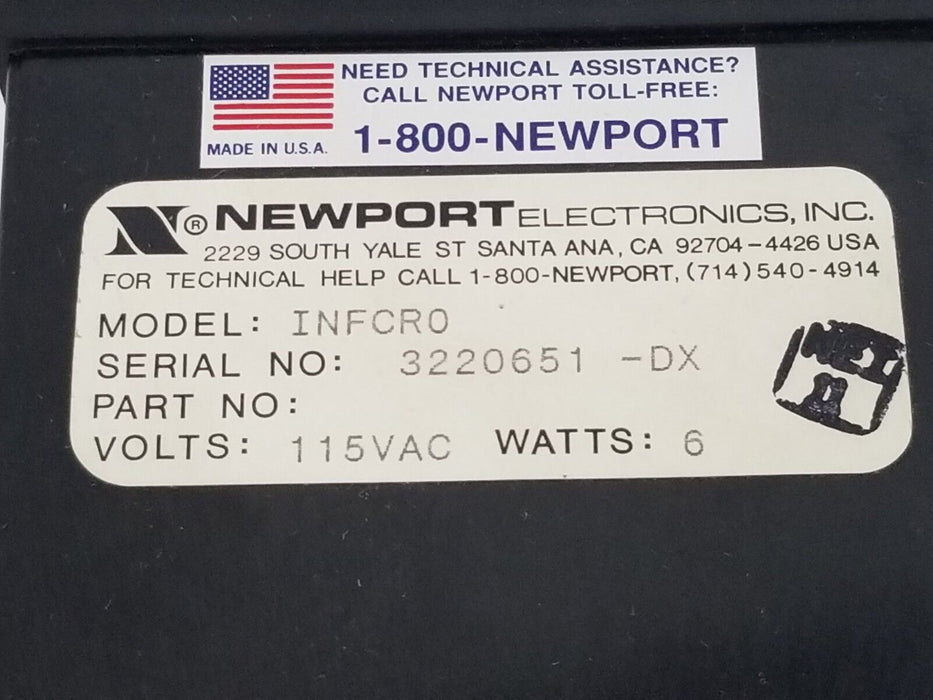 NEED TECHNICAL ASSISTANCE?
CALL NEWPORT TOLL-FREE:
MADE IN U.S.A. 1-800-NEWPORT
N® NEWPORT ELECTRONICS, INC.
2229 SOUTH YALE ST SANTA ANA, CA 92704-4426 USA
FOR TECHNICAL HELP CALL 1-800-NEWPORT, (714) 540-4914
MODEL: INFCR0
SERIAL NO: 3220651 -DX
PART NO:
VOLTS: 115VAC WATTS: 6
NEI